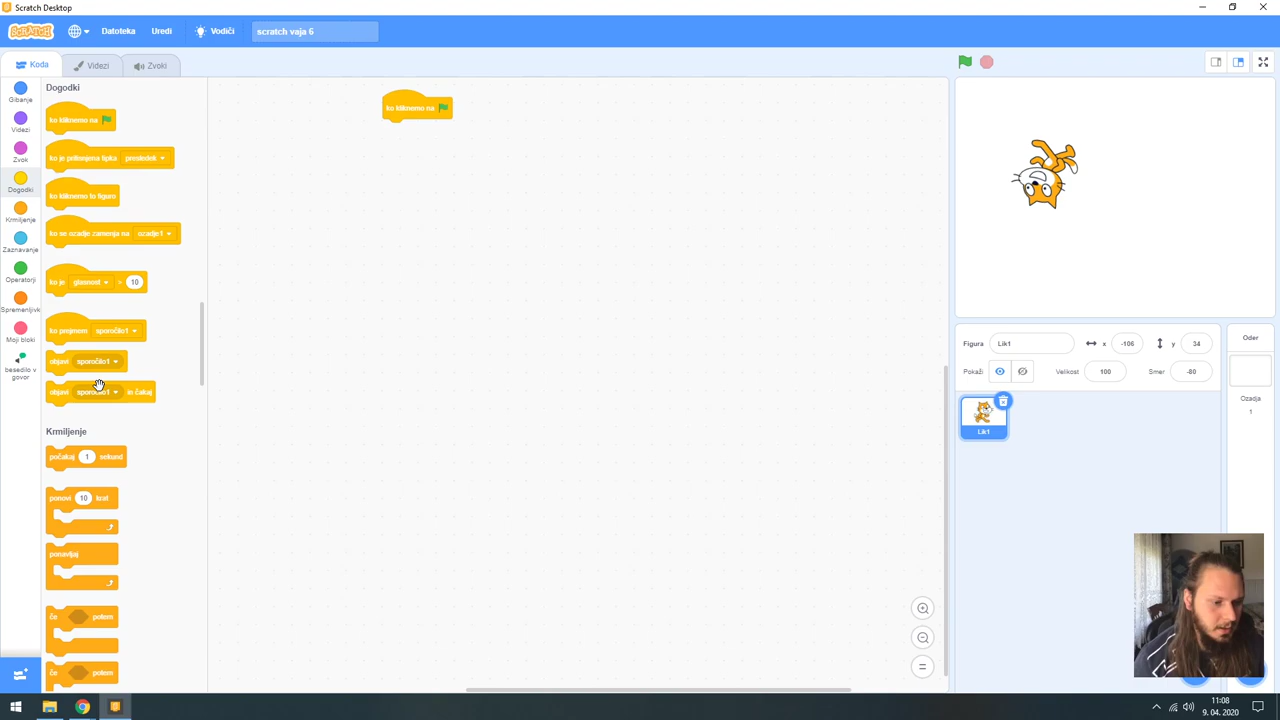 Scratch Desktop
SCRATCH
Datoteka
Uredi
Vodiči
scratch vaja 6
Koda
Videzi
Zvoki
Gibanje
Videzi
Zvok
Dogodki
Krmiljenje
Zaznavanje
Operatorji
Spremenljivk
Moji bloki
besedilo v
govor
Dogodki
ko kliknemo na
ko je pritisnjena tipka presledek
ko kliknemo to figuro
ko se ozadje zamenja na ozadje1
ko je glasnost > 10
ko prejmem sporočilo1
objavi sporočilo1
objavi sporočilo1 in čakaj
Krmiljenje
počakaj 1 sekund
ponovi 10 krat
ponavljaj
če potem
če potem
ko kliknemo na
Figura Lik1 x -106 y 34
Pokaži Velikost 100 Smer -80
Lik1
Oder
Ozadja
1
11:08
9. 04. 2020